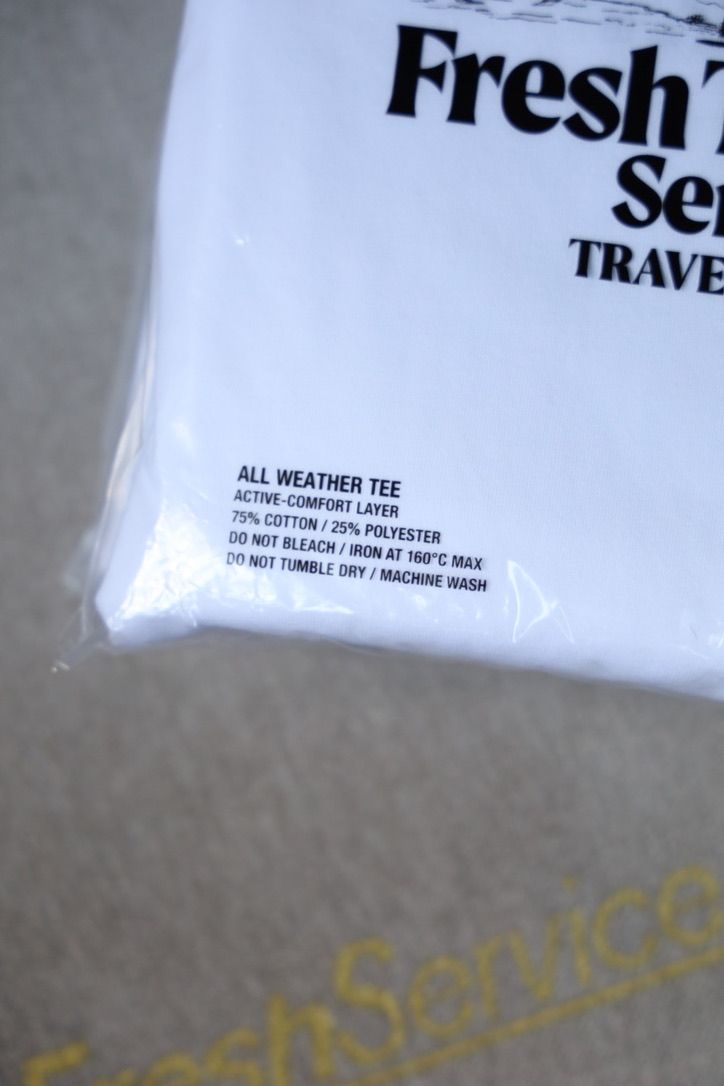 Fresh
Ser
TRAVE
ALL WEATHER TEE
ACTIVE-COMFORT LAYER
75% COTTON / 25% POLYESTER
DO NOT BLEACH / IRON AT 160°C MAX
DO NOT TUMBLE DRY / MACHINE WASH
FreshService